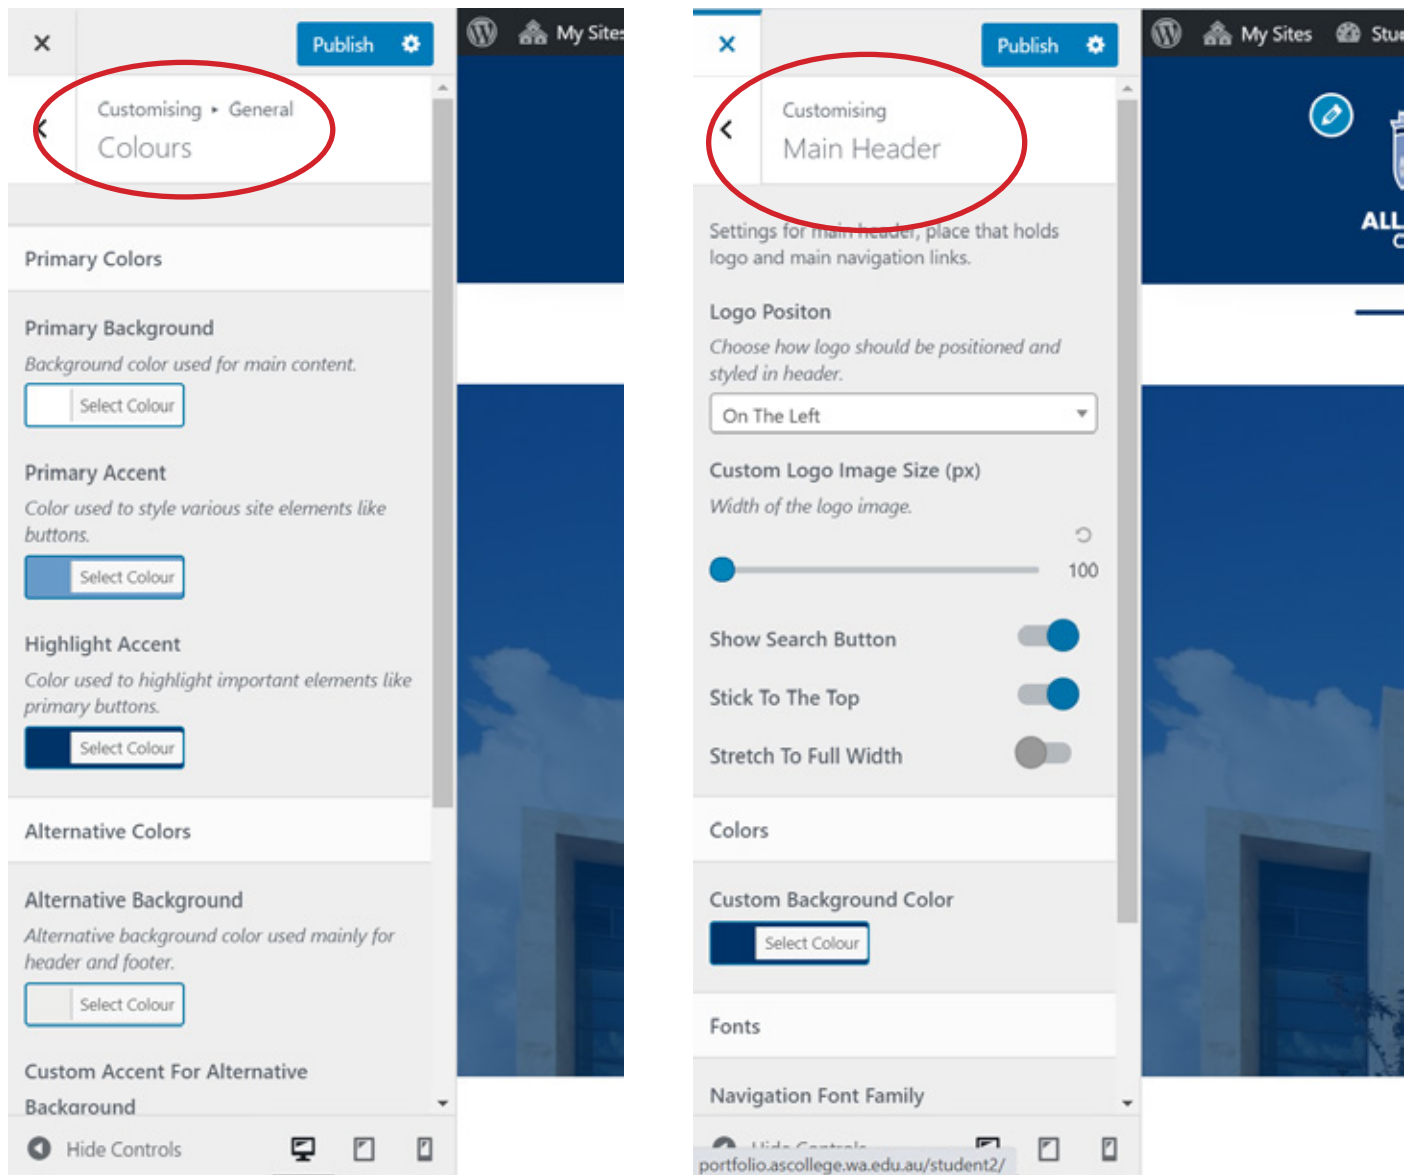 Publish
My Sites
Customising ▸ General
Colours
Primary Colors
Primary Background
Background color used for main content.
Select Colour
Primary Accent
Color used to style various site elements like
buttons.
Select Colour
Highlight Accent
Color used to highlight important elements like
primary buttons.
Select Colour
Alternative Colors
Alternative Background
Alternative background color used mainly for
header and footer.
Select Colour
Custom Accent For Alternative
Background
Hide Controls
Publish
My Sites
Customising
Main Header
Settings for main header, place that holds
logo and main navigation links.
Logo Positon
Choose how logo should be positioned and
styled in header.
On The Left
Custom Logo Image Size (px)
Width of the logo image.
100
Show Search Button
Stick To The Top
Stretch To Full Width
Colors
Custom Background Color
Select Colour
Fonts
Navigation Font Family
Hide Controls
portfolio.ascollege.wa.edu.au/student2/
ALL